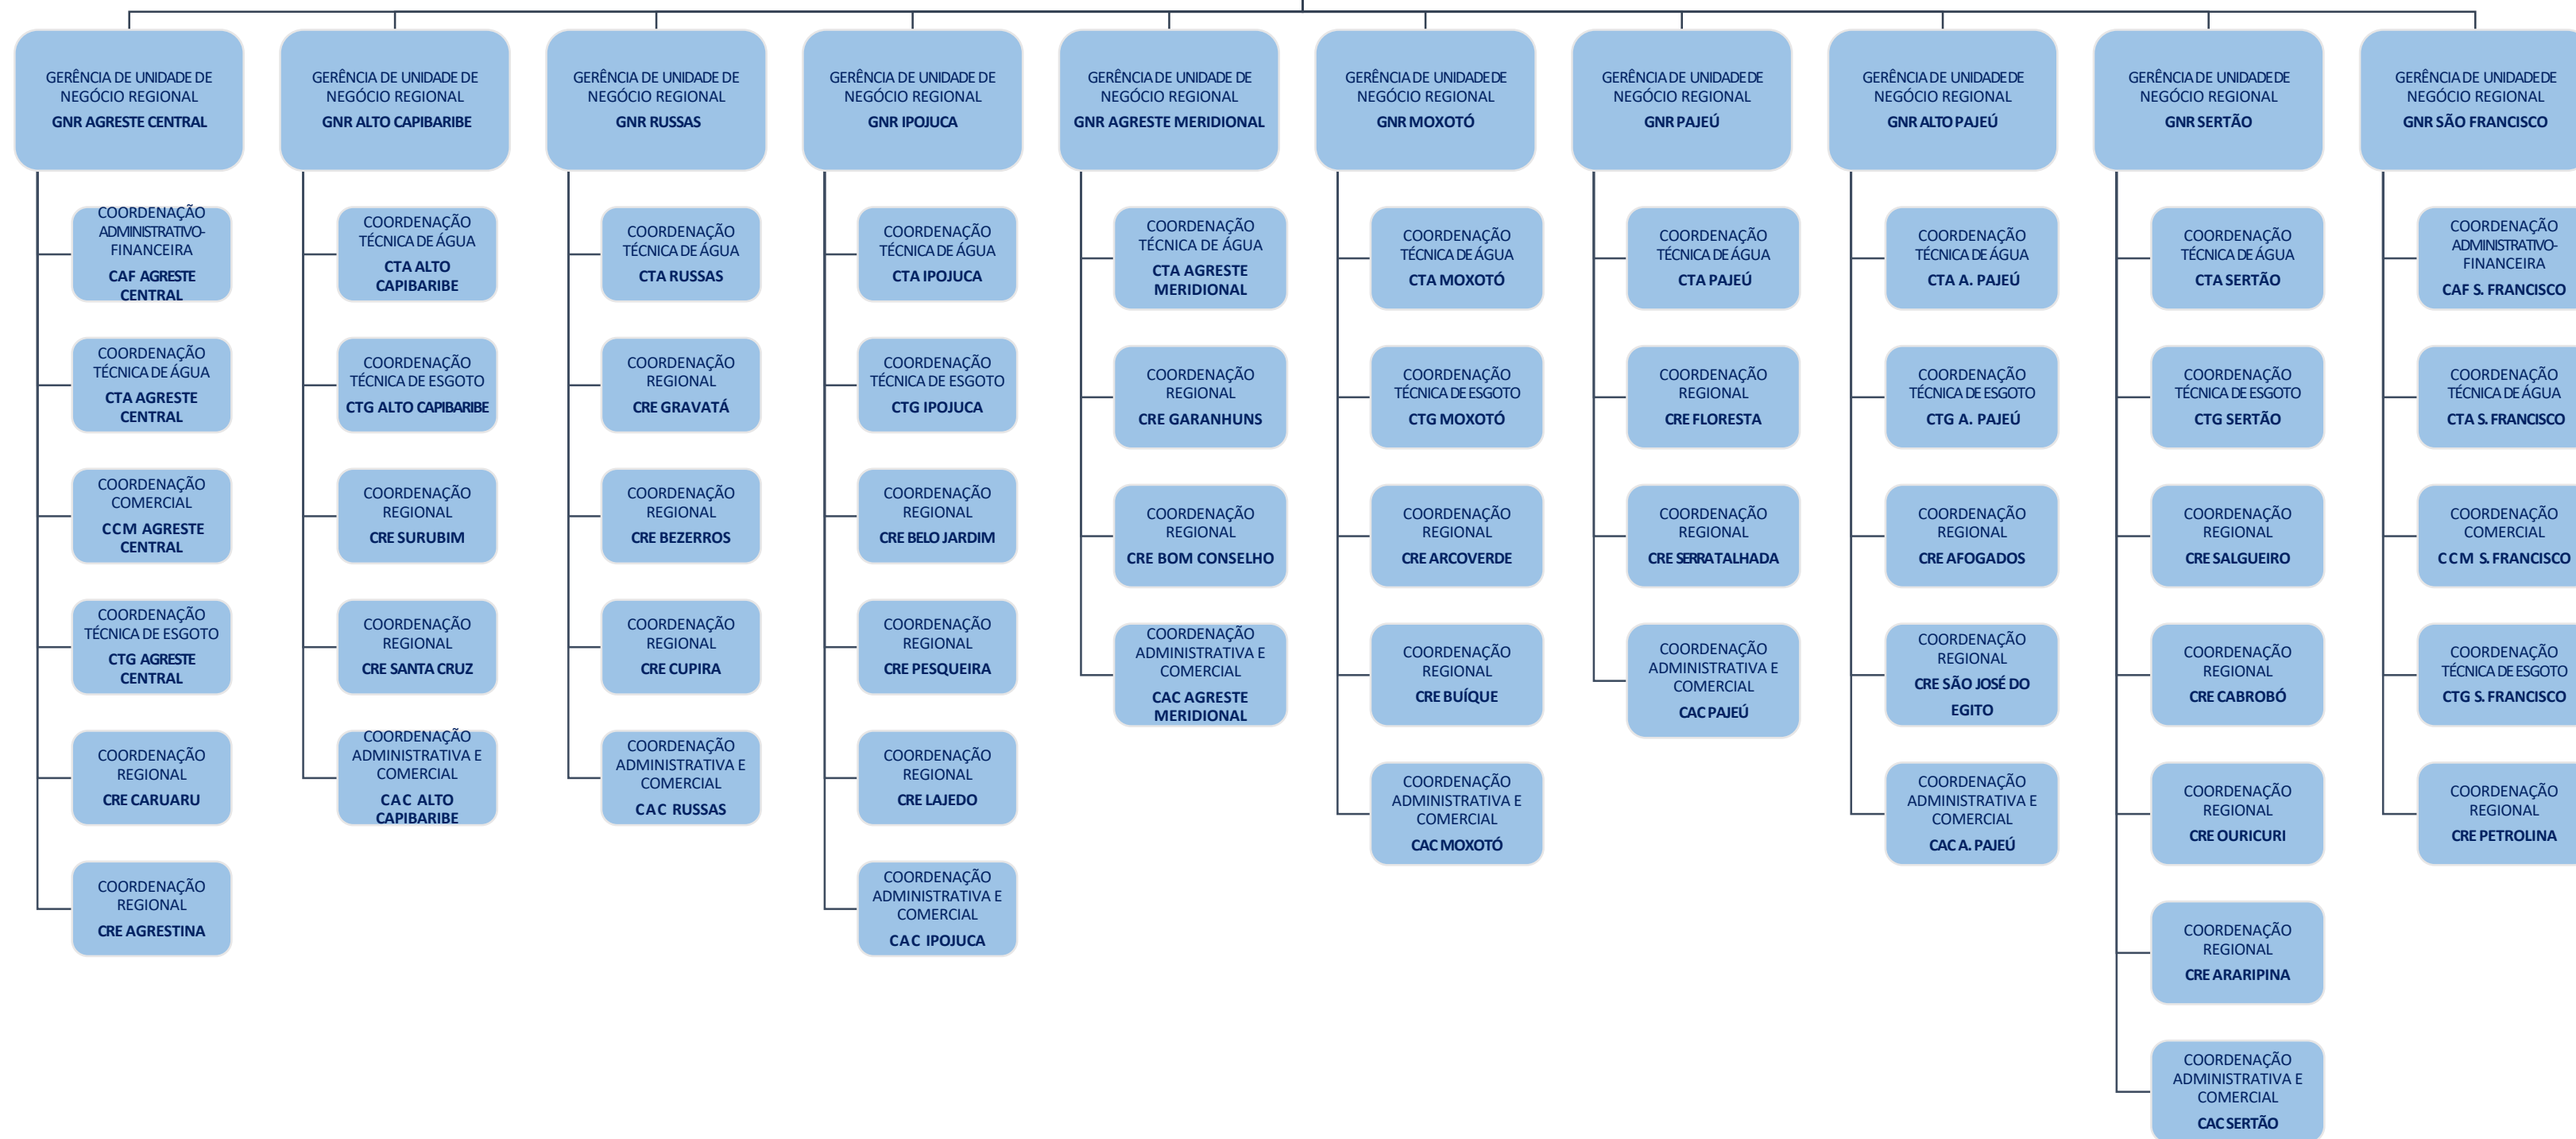 GERÊNCIA DE UNIDADE DE
NEGÓCIO REGIONAL
GNR AGRESTE CENTRAL
COORDENAÇÃO
ADMINISTRATIVO-
FINANCEIRA
CAF AGRESTE
CENTRAL
COORDENAÇÃO
TÉCNICA DE ÁGUA
CTA AGRESTE
CENTRAL
COORDENAÇÃO
COMERCIAL
CCM AGRESTE
CENTRAL
COORDENAÇÃO
TÉCNICA DE ESGOTO
CTG AGRESTE
CENTRAL
COORDENAÇÃO
REGIONAL
CRE CARUARU
COORDENAÇÃO
REGIONAL
CRE AGRESTINA
GERÊNCIA DE UNIDADE DE
NEGÓCIO REGIONAL
GNR ALTO CAPIBARIBE
COORDENAÇÃO
TÉCNICA DE ÁGUA
CTA ALTO
CAPIBARIBE
COORDENAÇÃO
TÉCNICA DE ESGOTO
CTG ALTO CAPIBARIBE
COORDENAÇÃO
REGIONAL
CRE SURUBIM
COORDENAÇÃO
REGIONAL
CRE SANTA CRUZ
COORDENAÇÃO
ADMINISTRATIVA E
COMERCIAL
CAC ALTO
CAPIBARIBE
GERÊNCIA DE UNIDADE DE
NEGÓCIO REGIONAL
GNR RUSSAS
COORDENAÇÃO
TÉCNICA DE ÁGUA
CTA RUSSAS
COORDENAÇÃO
REGIONAL
CRE GRAVATÁ
COORDENAÇÃO
REGIONAL
CRE BEZERROS
COORDENAÇÃO
REGIONAL
CRE CUPIRA
COORDENAÇÃO
ADMINISTRATIVA E
COMERCIAL
CAC RUSSAS
GERÊNCIA DE UNIDADE DE
NEGÓCIO REGIONAL
GNR IPOJUCA
COORDENAÇÃO
TÉCNICA DE ÁGUA
CTA IPOJUCA
COORDENAÇÃO
TÉCNICA DE ESGOTO
CTG IPOJUCA
COORDENAÇÃO
REGIONAL
CRE BELO JARDIM
COORDENAÇÃO
REGIONAL
CRE PESQUEIRA
COORDENAÇÃO
REGIONAL
CRE LAJEDO
COORDENAÇÃO
ADMINISTRATIVA E
COMERCIAL
CAC IPOJUCA
GERÊNCIA DE UNIDADE DE
NEGÓCIO REGIONAL
GNR AGRESTE MERIDIONAL
COORDENAÇÃO
TÉCNICA DE ÁGUA
CTA AGRESTE
MERIDIONAL
COORDENAÇÃO
REGIONAL
CRE GARANHUNS
COORDENAÇÃO
REGIONAL
CRE BOM CONSELHO
COORDENAÇÃO
ADMINISTRATIVA E
COMERCIAL
CAC AGRESTE
MERIDIONAL
GERÊNCIA DE UNIDADE DE
NEGÓCIO REGIONAL
GNR MOXOTÓ
COORDENAÇÃO
TÉCNICA DE ÁGUA
CTA MOXOTÓ
COORDENAÇÃO
TÉCNICA DE ESGOTO
CTG MOXOTÓ
COORDENAÇÃO
REGIONAL
CRE ARCOVERDE
COORDENAÇÃO
REGIONAL
CRE BUÍQUE
COORDENAÇÃO
ADMINISTRATIVA E
COMERCIAL
CAC MOXOTÓ
GERÊNCIA DE UNIDADE DE
NEGÓCIO REGIONAL
GNR PAJEÚ
COORDENAÇÃO
TÉCNICA DE ÁGUA
CTA PAJEÚ
COORDENAÇÃO
REGIONAL
CRE FLORESTA
COORDENAÇÃO
REGIONAL
CRE SERRA TALHADA
COORDENAÇÃO
ADMINISTRATIVA E
COMERCIAL
CAC PAJEÚ
GERÊNCIA DE UNIDADE DE
NEGÓCIO REGIONAL
GNR ALTO PAJEÚ
COORDENAÇÃO
TÉCNICA DE ÁGUA
CTA A. PAJEÚ
COORDENAÇÃO
TÉCNICA DE ESGOTO
CTG A. PAJEÚ
COORDENAÇÃO
REGIONAL
CRE AFOGADOS
COORDENAÇÃO
REGIONAL
CRE SÃO JOSÉ DO
EGITO
COORDENAÇÃO
ADMINISTRATIVA E
COMERCIAL
CAC A. PAJEÚ
GERÊNCIA DE UNIDADE DE
NEGÓCIO REGIONAL
GNR SERTÃO
COORDENAÇÃO
TÉCNICA DE ÁGUA
CTA SERTÃO
COORDENAÇÃO
TÉCNICA DE ESGOTO
CTG SERTÃO
COORDENAÇÃO
REGIONAL
CRE SALGUEIRO
COORDENAÇÃO
REGIONAL
CRE CABROBÓ
COORDENAÇÃO
REGIONAL
CRE OURICURI
COORDENAÇÃO
REGIONAL
CRE ARARIPINA
COORDENAÇÃO
ADMINISTRATIVA E
COMERCIAL
CAC SERTÃO
GERÊNCIA DE UNIDADE DE
NEGÓCIO REGIONAL
GNR SÃO FRANCISCO
COORDENAÇÃO
ADMINISTRATIVO-
FINANCEIRA
CAF S. FRANCISCO
COORDENAÇÃO
TÉCNICA DE ÁGUA
CTA S. FRANCISCO
COORDENAÇÃO
COMERCIAL
CCM S. FRANCISCO
COORDENAÇÃO
TÉCNICA DE ESGOTO
CTG S. FRANCISCO
COORDENAÇÃO
REGIONAL
CRE PETROLINA